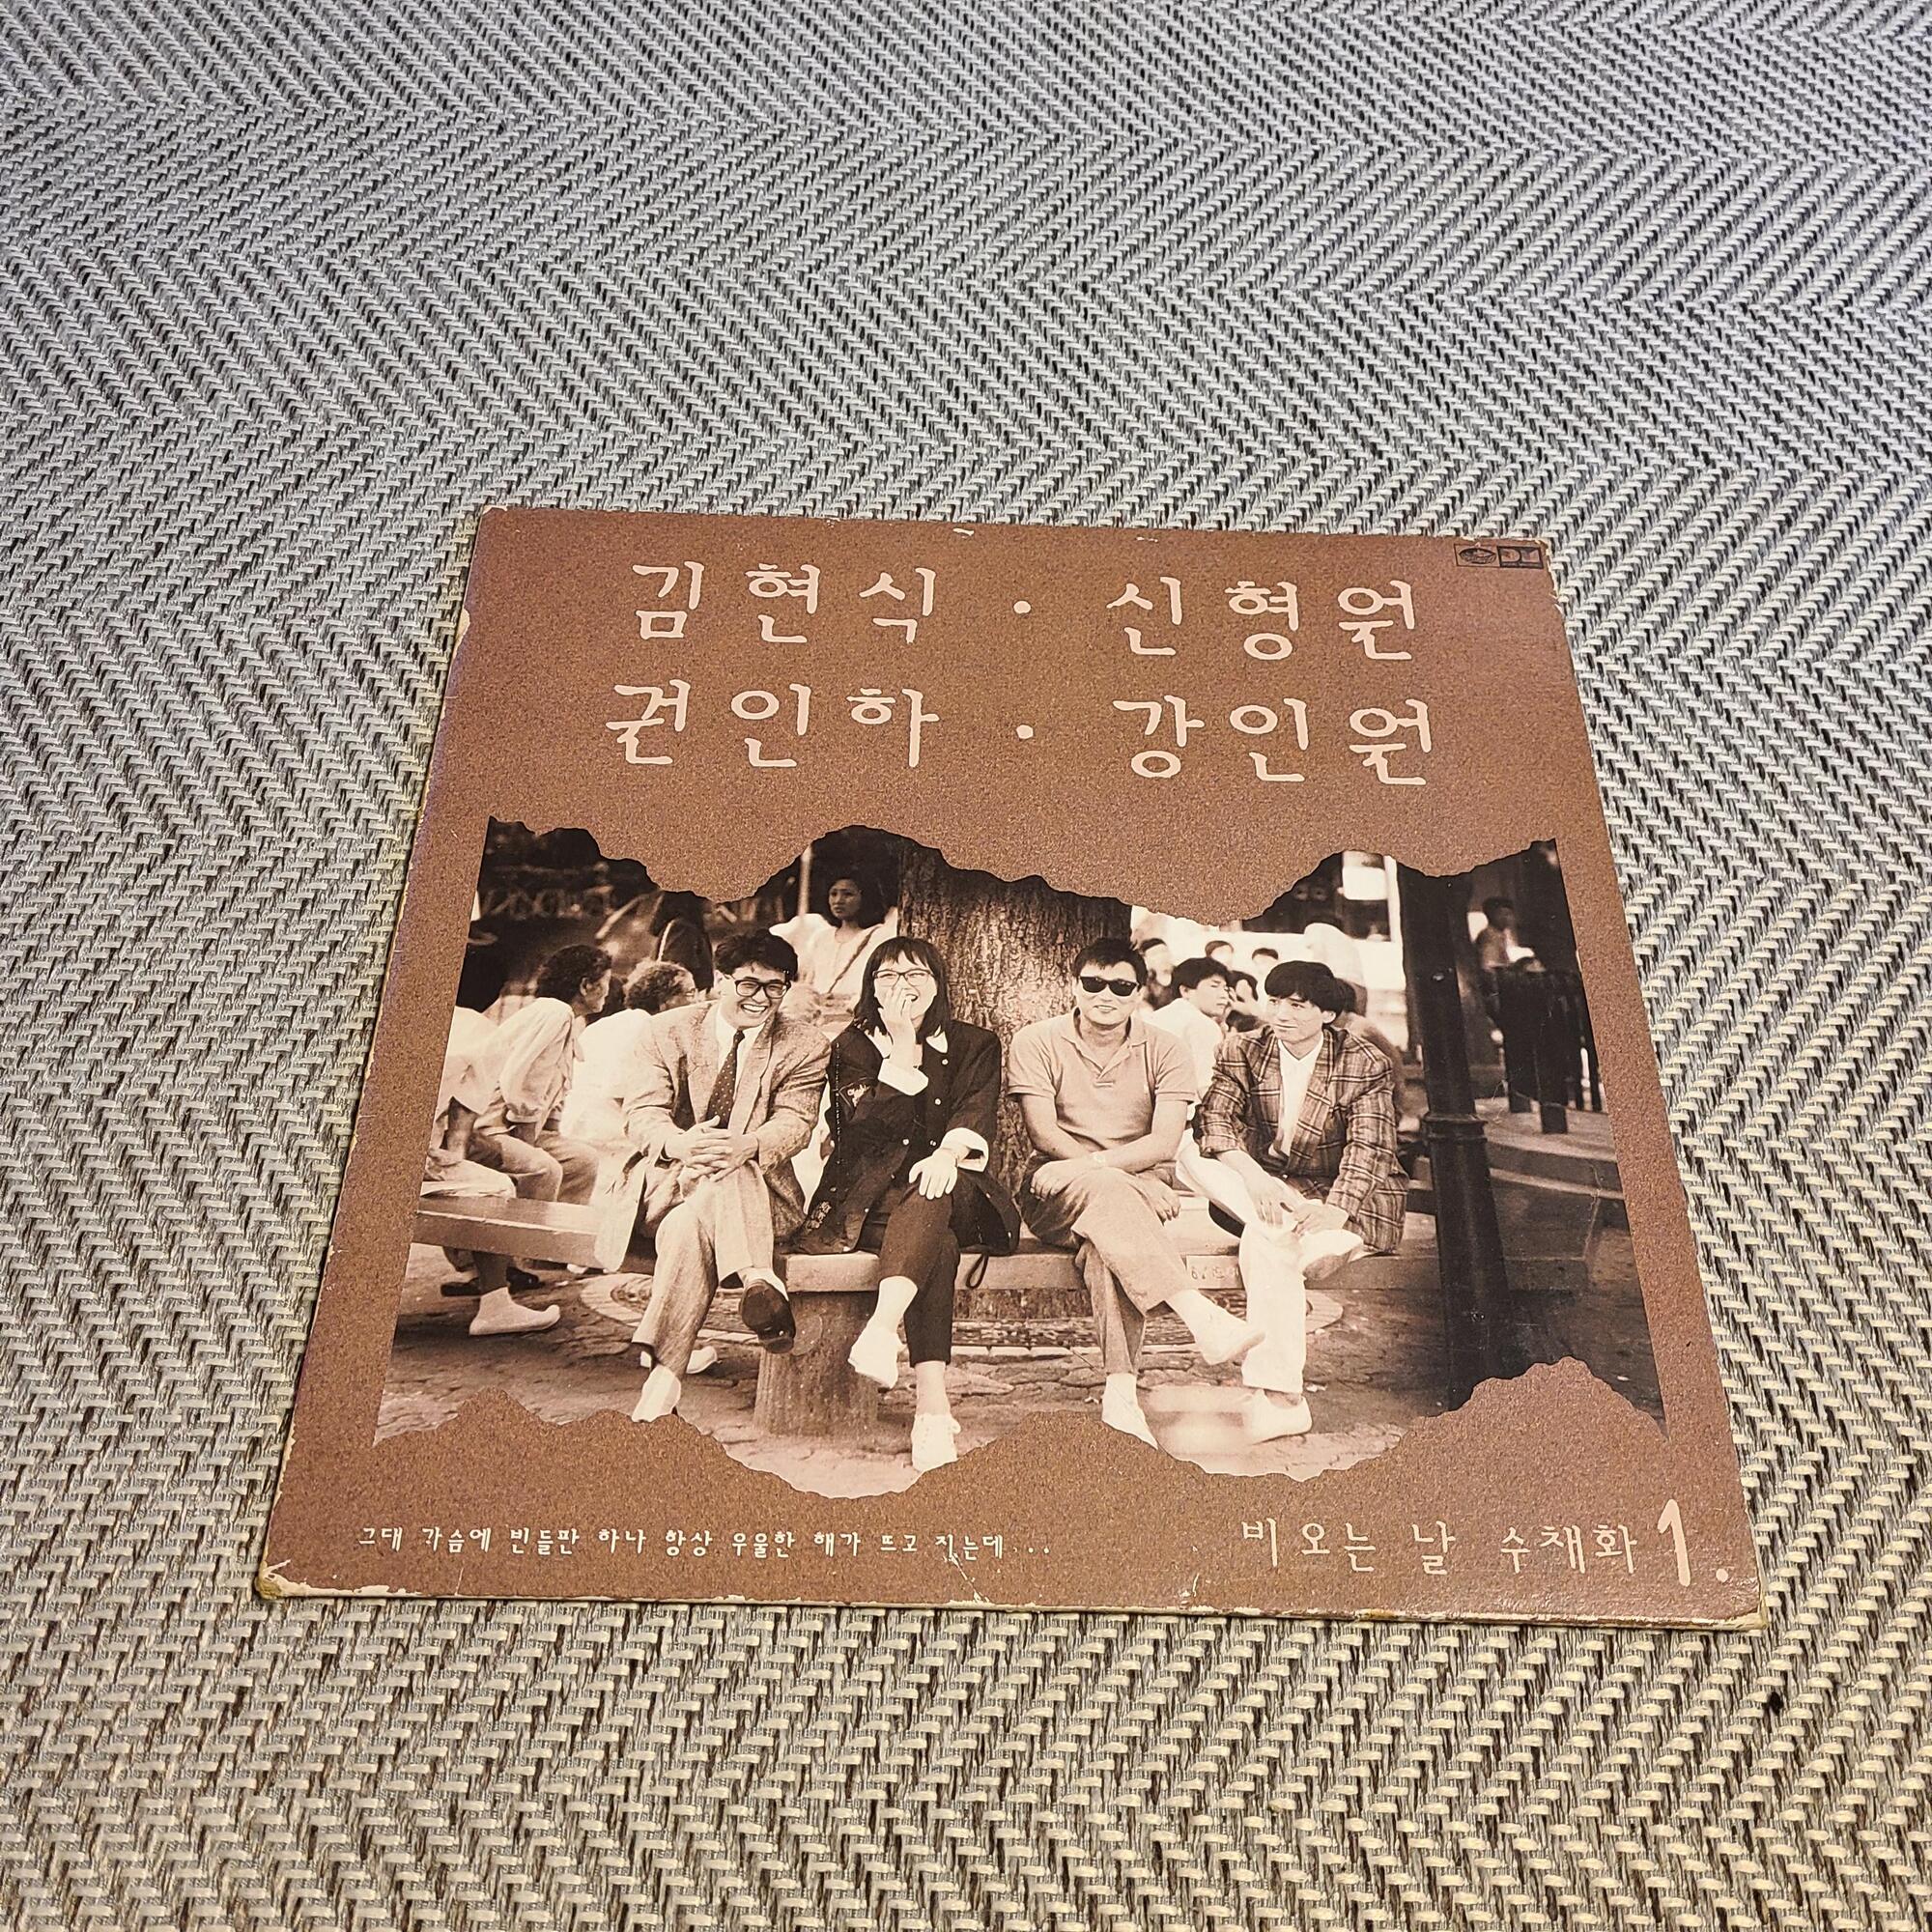 김현식 · 신형원
권인하 · 강인원
그대 가슴에 빈들판 하나 항상 우울한 해가 뜨고 지는데...
비오는 날 수채화 1.